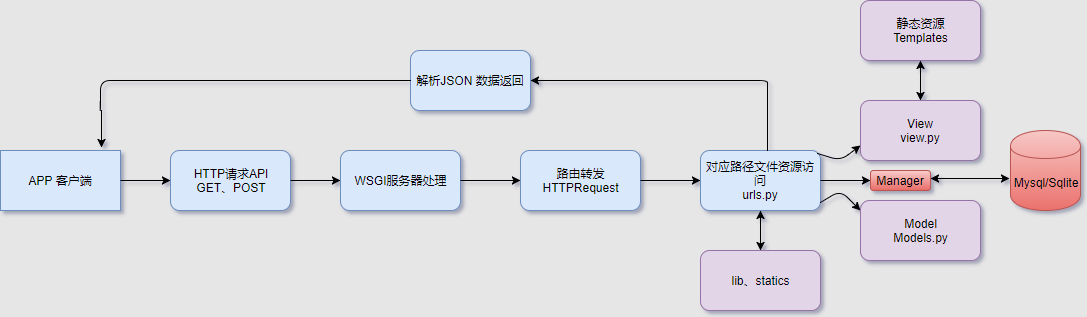 静态资源
Templates
解析JSON 数据返回
View
view.py
APP 客户端
HTTP请求API
GET、POST
WSGI服务器处理
路由转发
HTTPRequest
对应路径文件资源访
问
urls.py
Manager
Mysql/Sqlite
Model
Models.py
lib、statics